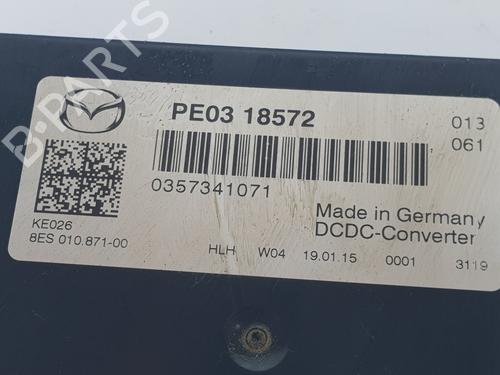 PE03 18572
013
061
0357341071
Made in Germany
DCDC-Converter
KE026
8ES 010.871-00
HLH W04 19.01.15 0001 3119
B-PARTS